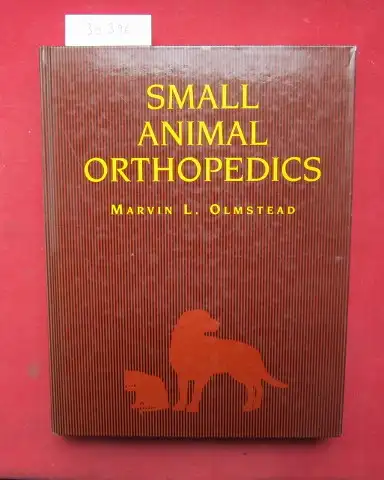 SMALL
ANIMAL
ORTHOPEDICS
MARVIN L. OLMSTEAD